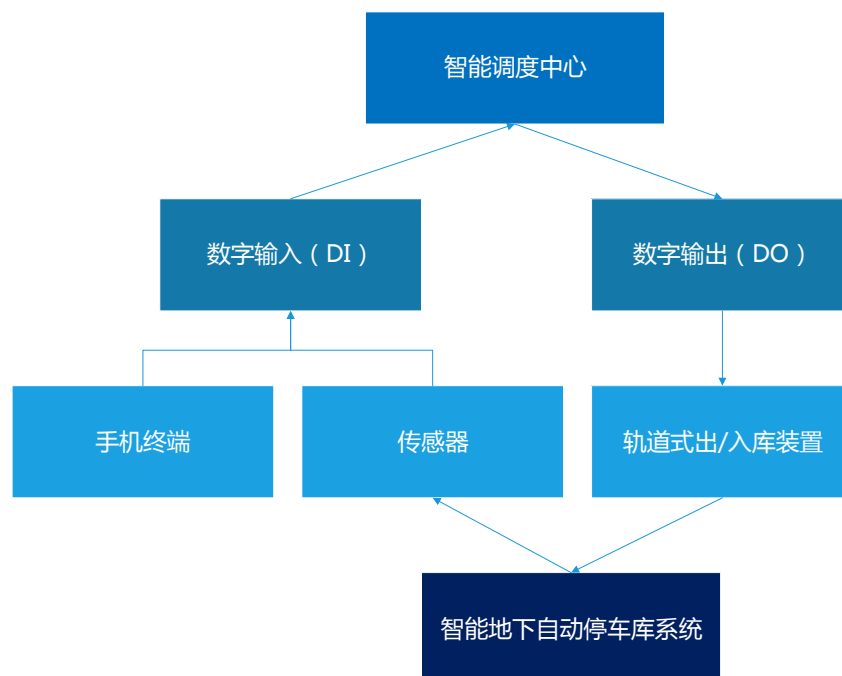 智能调度中心
数字输入（DI）
数字输出（DO）
手机终端
传感器
轨道式出/入库装置
智能地下自动停车库系统